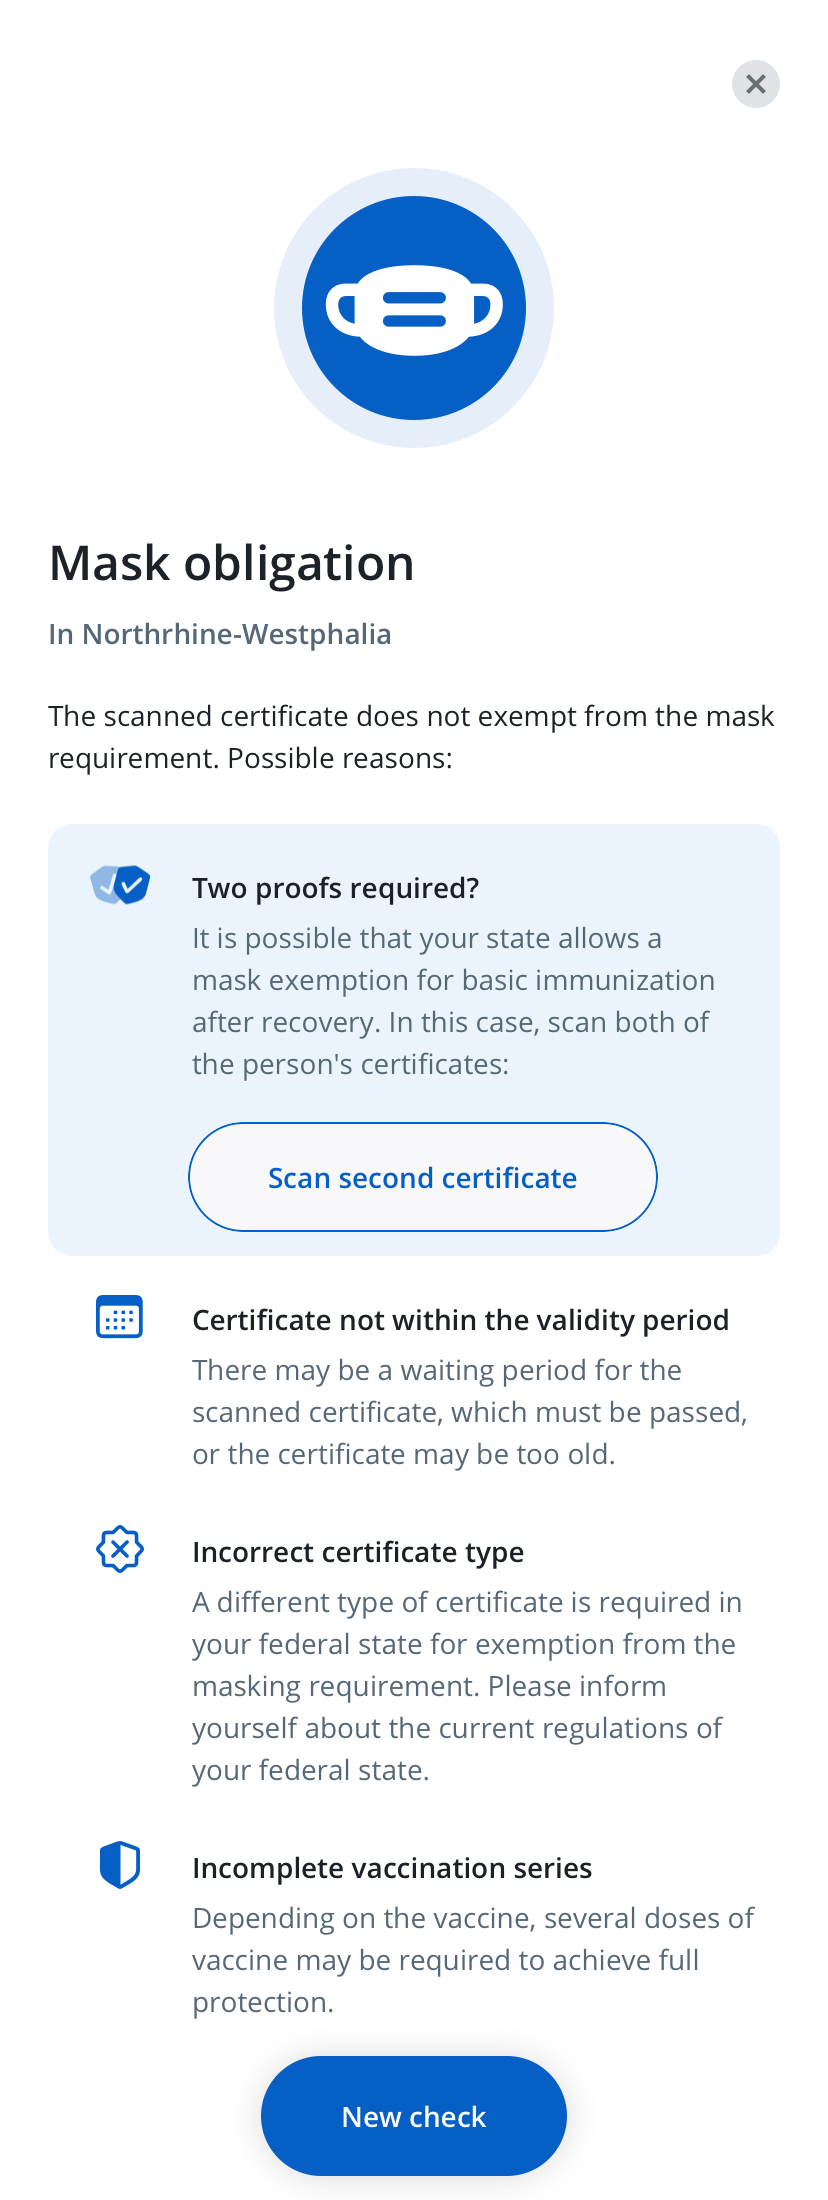 Mask obligation
In Northrhine-Westphalia
The scanned certificate does not exempt from the mask
requirement. Possible reasons:
Two proofs required?
It is possible that your state allows a
mask exemption for basic immunization
after recovery. In this case, scan both of
the person's certificates:
Scan second certificate
Certificate not within the validity period
There may be a waiting period for the
scanned certificate, which must be passed,
or the certificate may be too old.
Incorrect certificate type
A different type of certificate is required in
your federal state for exemption from the
masking requirement. Please inform
yourself about the current regulations of
your federal state.
Incomplete vaccination series
Depending on the vaccine, several doses of
vaccine may be required to achieve full
protection.
New check